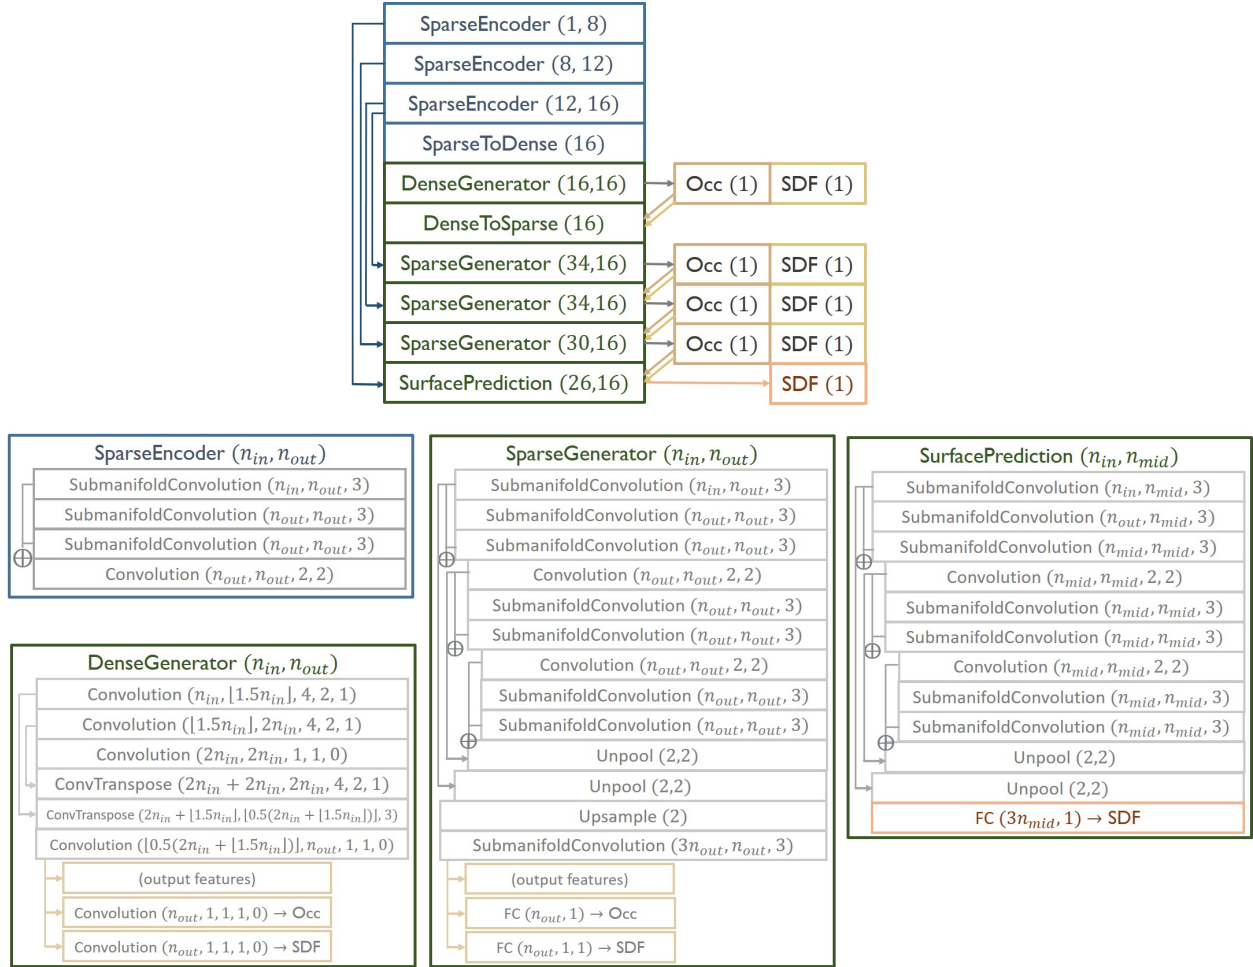 SparseEncoder (1, 8)
SparseEncoder (8, 12)
SparseEncoder (12, 16)
SparseToDense (16)
DenseGenerator (16,16)
Occ (1)
SDF (1)
DenseToSparse (16)
SparseGenerator (34,16)
Occ (1)
SDF (1)
SparseGenerator (34,16)
Occ (1)
SDF (1)
SparseGenerator (30,16)
Occ (1)
SDF (1)
SurfacePrediction (26,16)
SDF (1)
SparseEncoder (n_in, n_out)
SubmanifoldConvolution (n_in, n_out, 3)
SubmanifoldConvolution (n_out, n_out, 3)
SubmanifoldConvolution (n_out, n_out, 3)
Convolution (n_out, n_out, 2, 2)
DenseGenerator (n_in, n_out)
Convolution (n_in, ⌊1.5n_in⌋, 4, 2, 1)
Convolution (⌊1.5n_in⌋, 2n_in, 4, 2, 1)
Convolution (2n_in, 2n_in, 1, 1, 0)
ConvTranspose (2n_in + 2n_in, 2n_in, 4, 2, 1)
ConvTranspose (2n_in + ⌊1.5n_in⌋, ⌊0.5(2n_in + ⌊1.5n_in⌋)⌋, 3)
Convolution (⌊0.5(2n_in + ⌊1.5n_in⌋)⌋, n_out, 1, 1, 0)
(output features)
Convolution (n_out, 1, 1, 1, 0) → Occ
Convolution (n_out, 1, 1, 1, 0) → SDF
SparseGenerator (n_in, n_out)
SubmanifoldConvolution (n_in, n_out, 3)
SubmanifoldConvolution (n_out, n_out, 3)
SubmanifoldConvolution (n_out, n_out, 3)
Convolution (n_out, n_out, 2, 2)
SubmanifoldConvolution (n_out, n_out, 3)
SubmanifoldConvolution (n_out, n_out, 3)
Convolution (n_out, n_out, 2, 2)
SubmanifoldConvolution (n_out, n_out, 3)
SubmanifoldConvolution (n_out, n_out, 3)
Unpool (2,2)
Unpool (2,2)
Upsample (2)
SubmanifoldConvolution (3n_out, n_out, 3)
(output features)
FC (n_out, 1) → Occ
FC (n_out, 1, 1) → SDF
SurfacePrediction (n_in, n_mid)
SubmanifoldConvolution (n_in, n_mid, 3)
SubmanifoldConvolution (n_out, n_mid, 3)
SubmanifoldConvolution (n_mid, n_mid, 3)
Convolution (n_mid, n_mid, 2, 2)
SubmanifoldConvolution (n_mid, n_mid, 3)
SubmanifoldConvolution (n_mid, n_mid, 3)
Convolution (n_mid, n_mid, 2, 2)
SubmanifoldConvolution (n_mid, n_mid, 3)
SubmanifoldConvolution (n_mid, n_mid, 3)
Unpool (2,2)
Unpool (2,2)
FC (3n_mid, 1) → SDF